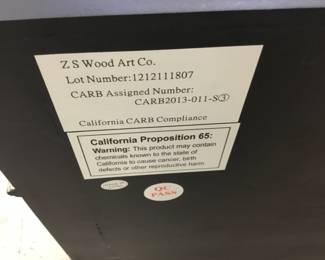 Z S Wood Art Co.
Lot Number:1212111807
CARB Assigned Number:
CARB2013-011-S③
California CARB Compliance
California Proposition 65:
Warning: This product may contain
chemicals known to the state of
California to cause cancer, birth
defects or other reproductive harm.
QC
PASS